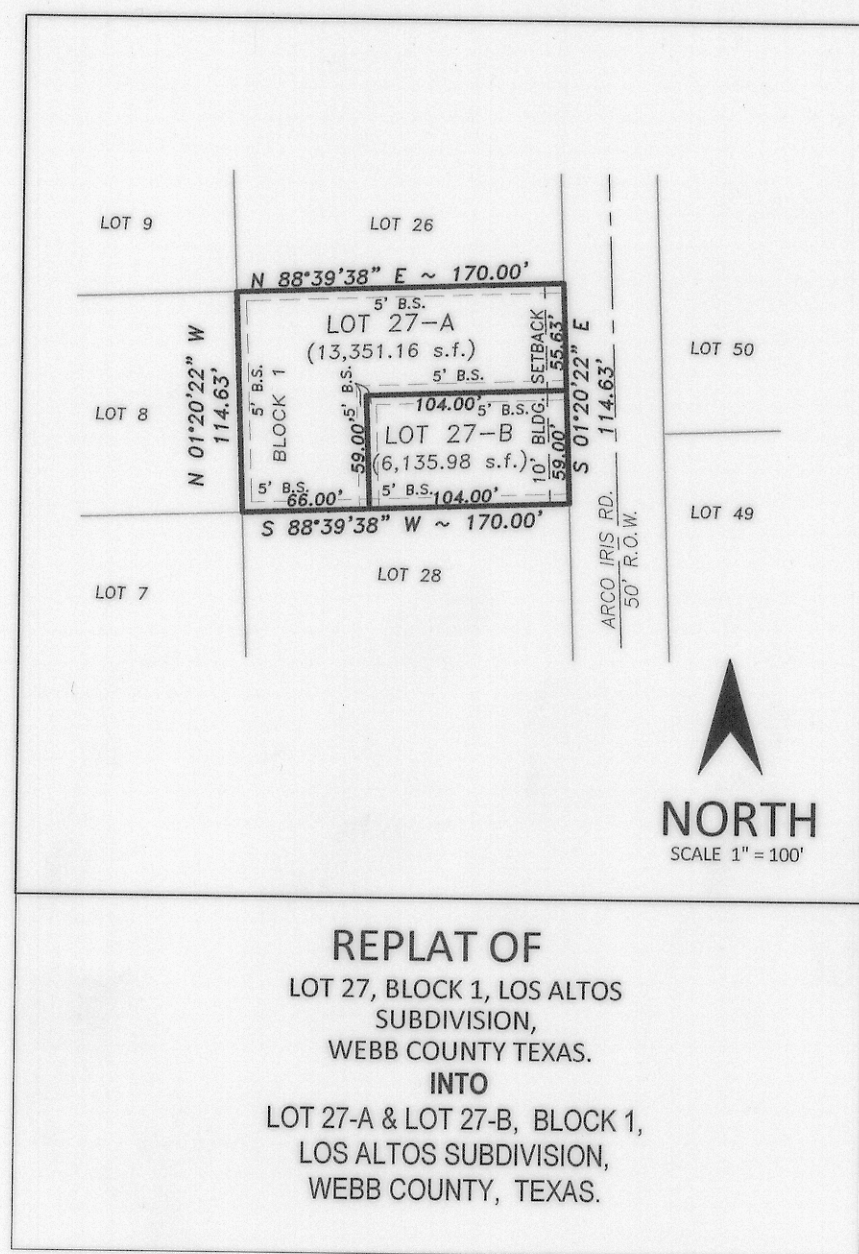 LOT 9
LOT 26
N 88°39'38" E ~ 170.00'
5' B.S.
LOT 27-A
(13,351.16 s.f.)
5' B.S.
5' B.S.
BLOCK 1
5' B.S.
10' BLDG. SETBACK
55.63'
N 01°20'22" W
114.63'
S 01°20'22" E
114.63'
LOT 8
LOT 50
104.00'
5' B.S.
LOT 27-B
(6,135.98 s.f.)
59.00'
59.00'
5' B.S.
104.00'
5' B.S.
66.00'
S 88°39'38" W ~ 170.00'
LOT 49
LOT 7
LOT 28
ARCO IRIS RD.
50' R.O.W.
NORTH
SCALE 1" = 100'
REPLAT OF
LOT 27, BLOCK 1, LOS ALTOS
SUBDIVISION,
WEBB COUNTY TEXAS.
INTO
LOT 27-A & LOT 27-B, BLOCK 1,
LOS ALTOS SUBDIVISION,
WEBB COUNTY, TEXAS.